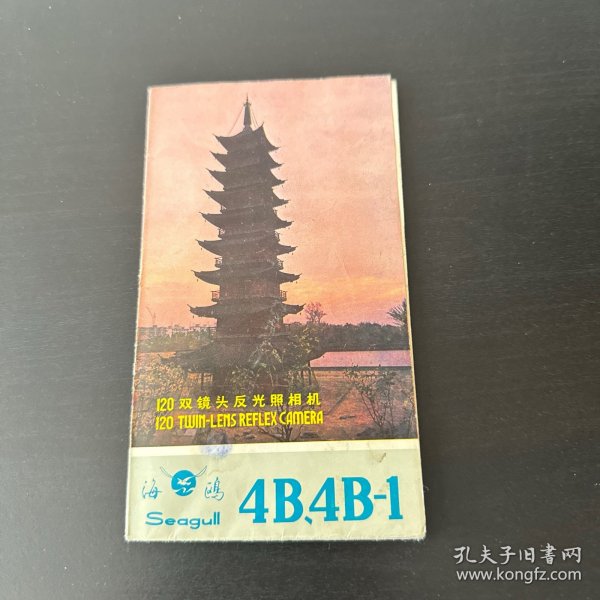 120 双镜头反光照相机
120 TWIN-LENS REFLEX CAMERA
海鸥
Seagull
4B、4B-1
孔夫子旧书网
www.kongfz.com